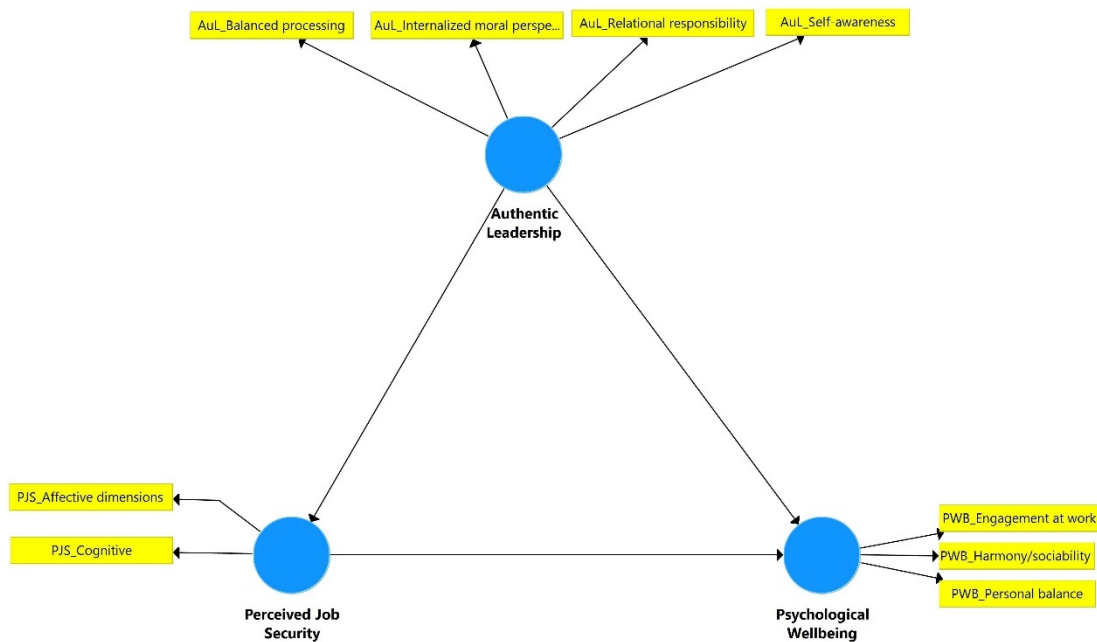 AuL_Balanced processing
AuL_Internalized moral perspe...
AuL_Relational responsibility
AuL_Self-awareness
Authentic
Leadership
PJS_Affective dimensions
PJS_Cognitive
Perceived Job
Security
PWB_Engagement at work
PWB_Harmony/sociability
PWB_Personal balance
Psychological
Wellbeing